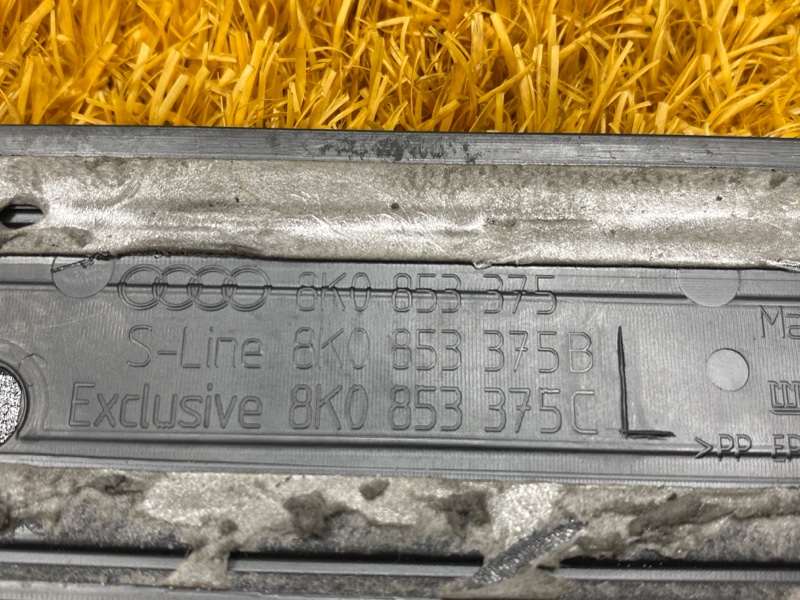 8K0 853 375
S-Line 8K0 853 375B
Exclusive 8K0 853 375C
L
>PP